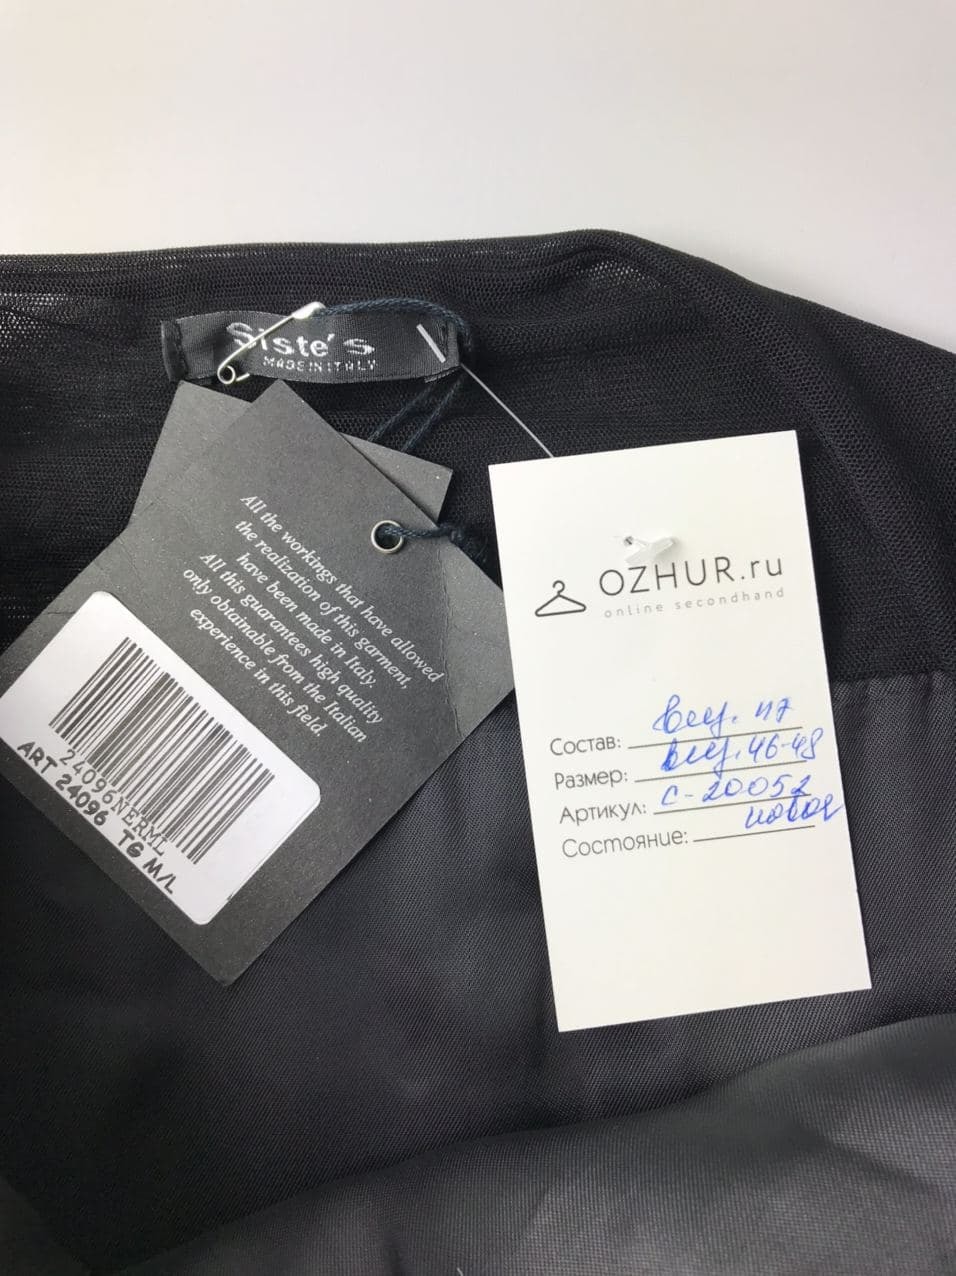 Siste's
MADE IN ITALY
All the workings that have allowed
the realization of this garment,
have been made in Italy.
All this guarantees high quality
only obtainable from the Italian
experience in this field.
24096NERML
ART 24096 TG M/L
OZHUR.ru
online secondhand
Состав:
Размер: 46-48
Артикул: С-20052
Состояние: новое